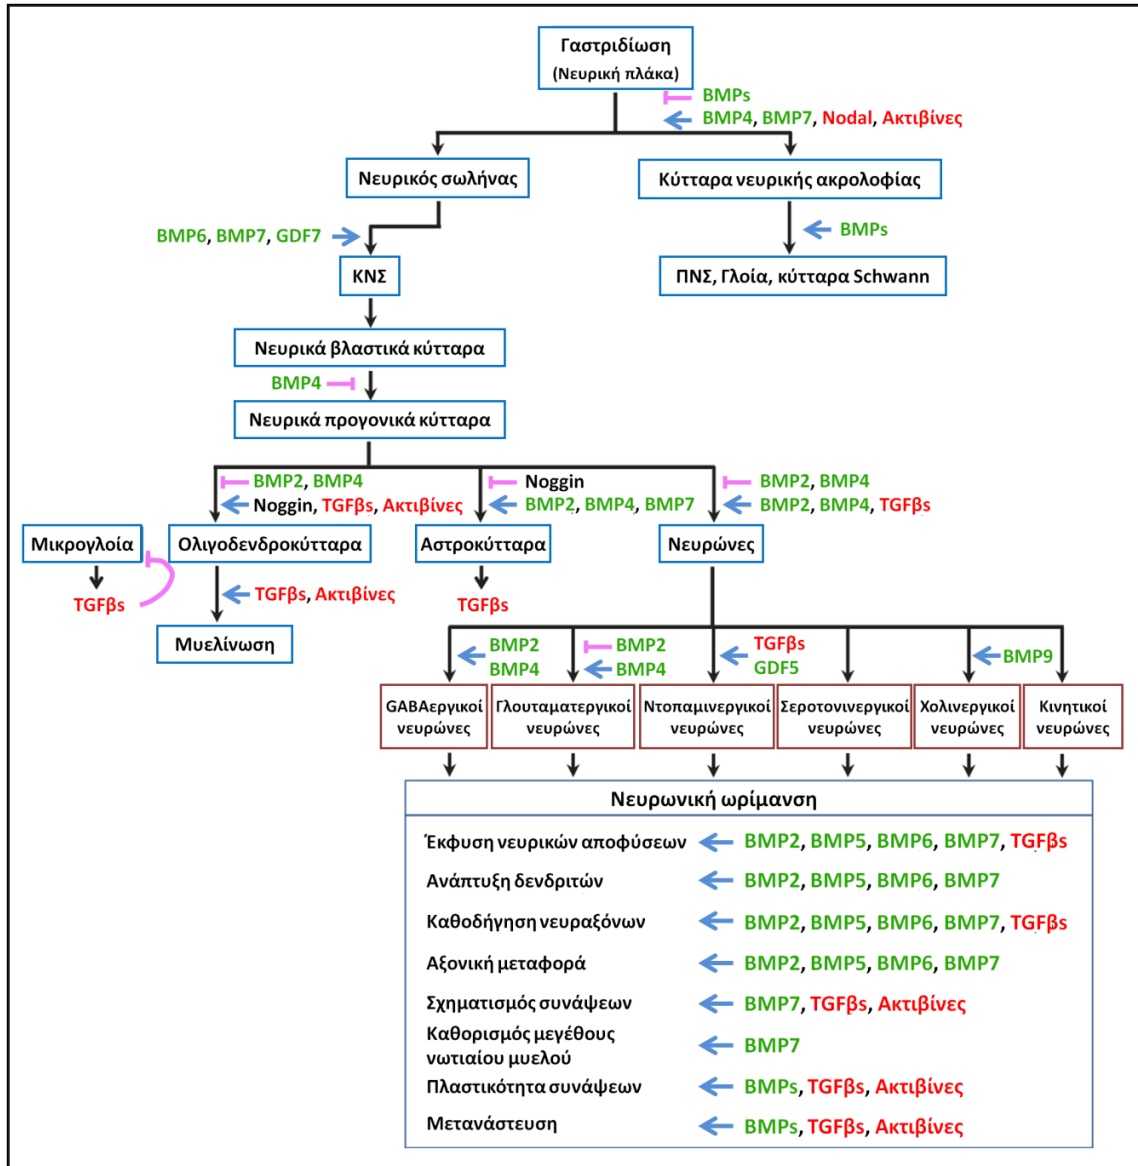 Γαστριδίωση
(Νευρική πλάκα)
BMPs
BMP4, BMP7, Nodal, Ακτιβίνες
Νευρικός σωλήνας
Κύτταρα νευρικής ακρολοφίας
BMP6, BMP7, GDF7
BMPs
ΚΝΣ
ΠΝΣ, Γλοία, κύτταρα Schwann
Νευρικά βλαστικά κύτταρα
BMP4
Νευρικά προγονικά κύτταρα
BMP2, BMP4
Noggin, TGFβs, Ακτιβίνες
Noggin
BMP2, BMP4, BMP7
BMP2, BMP4
BMP2, BMP4, TGFβs
Μικρογλοία
Ολιγοδενδροκύτταρα
Αστροκύτταρα
Νευρώνες
TGFβs
TGFβs, Ακτιβίνες
TGFβs
Μυελίνωση
BMP2
BMP4
BMP2
BMP4
TGFβs
GDF5
BMP9
GABAεργικοί
νευρώνες
Γλουταματεργικοί
νευρώνες
Ντοπαμινεργικοί
νευρώνες
Σεροτονινεργικοί
νευρώνες
Χολινεργικοί
νευρώνες
Κινητικοί
νευρώνες
Νευρωνική ωρίμανση
Έκφυση νευρικών αποφύσεων BMP2, BMP5, BMP6, BMP7, TGFβs
Ανάπτυξη δενδριτών BMP2, BMP5, BMP6, BMP7
Καθοδήγηση νευραξόνων BMP2, BMP5, BMP6, BMP7, TGFβs
Αξονική μεταφορά BMP2, BMP5, BMP6, BMP7
Σχηματισμός συνάψεων BMP7, TGFβs, Ακτιβίνες
Καθορισμός μεγέθους
νωτιαίου μυελού BMP7
Πλαστικότητα συνάψεων BMPs, TGFβs, Ακτιβίνες
Μετανάστευση BMPs, TGFβs, Ακτιβίνες